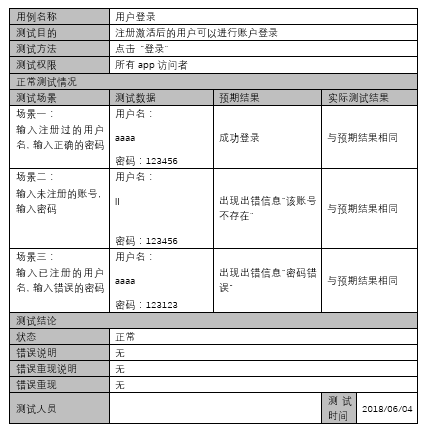 用例名称 用户登录
测试目的 注册激活后的用户可以进行账户登录
测试方法 点击 "登录"
测试权限 所有 app 访问者
正常测试情况
测试场景 测试数据 预期结果 实际测试结果
场景一：
输入注册过的用户
名, 输入正确的密码
用户名：
aaaa
密码：123456
成功登录
与预期结果相同
场景二：
输入未注册的账号,
输入密码
用户名：
ll
密码：123456
出现出错信息"该账号
不存在"
与预期结果相同
场景三：
输入已注册的用户
名, 输入错误的密码
用户名：
aaaa
密码：123123
出现出错信息"密码错
误"
与预期结果相同
测试结论
状态 正常
错误说明 无
错误重现说明 无
错误重现 无
测试人员
测 试
时间
2018/06/04